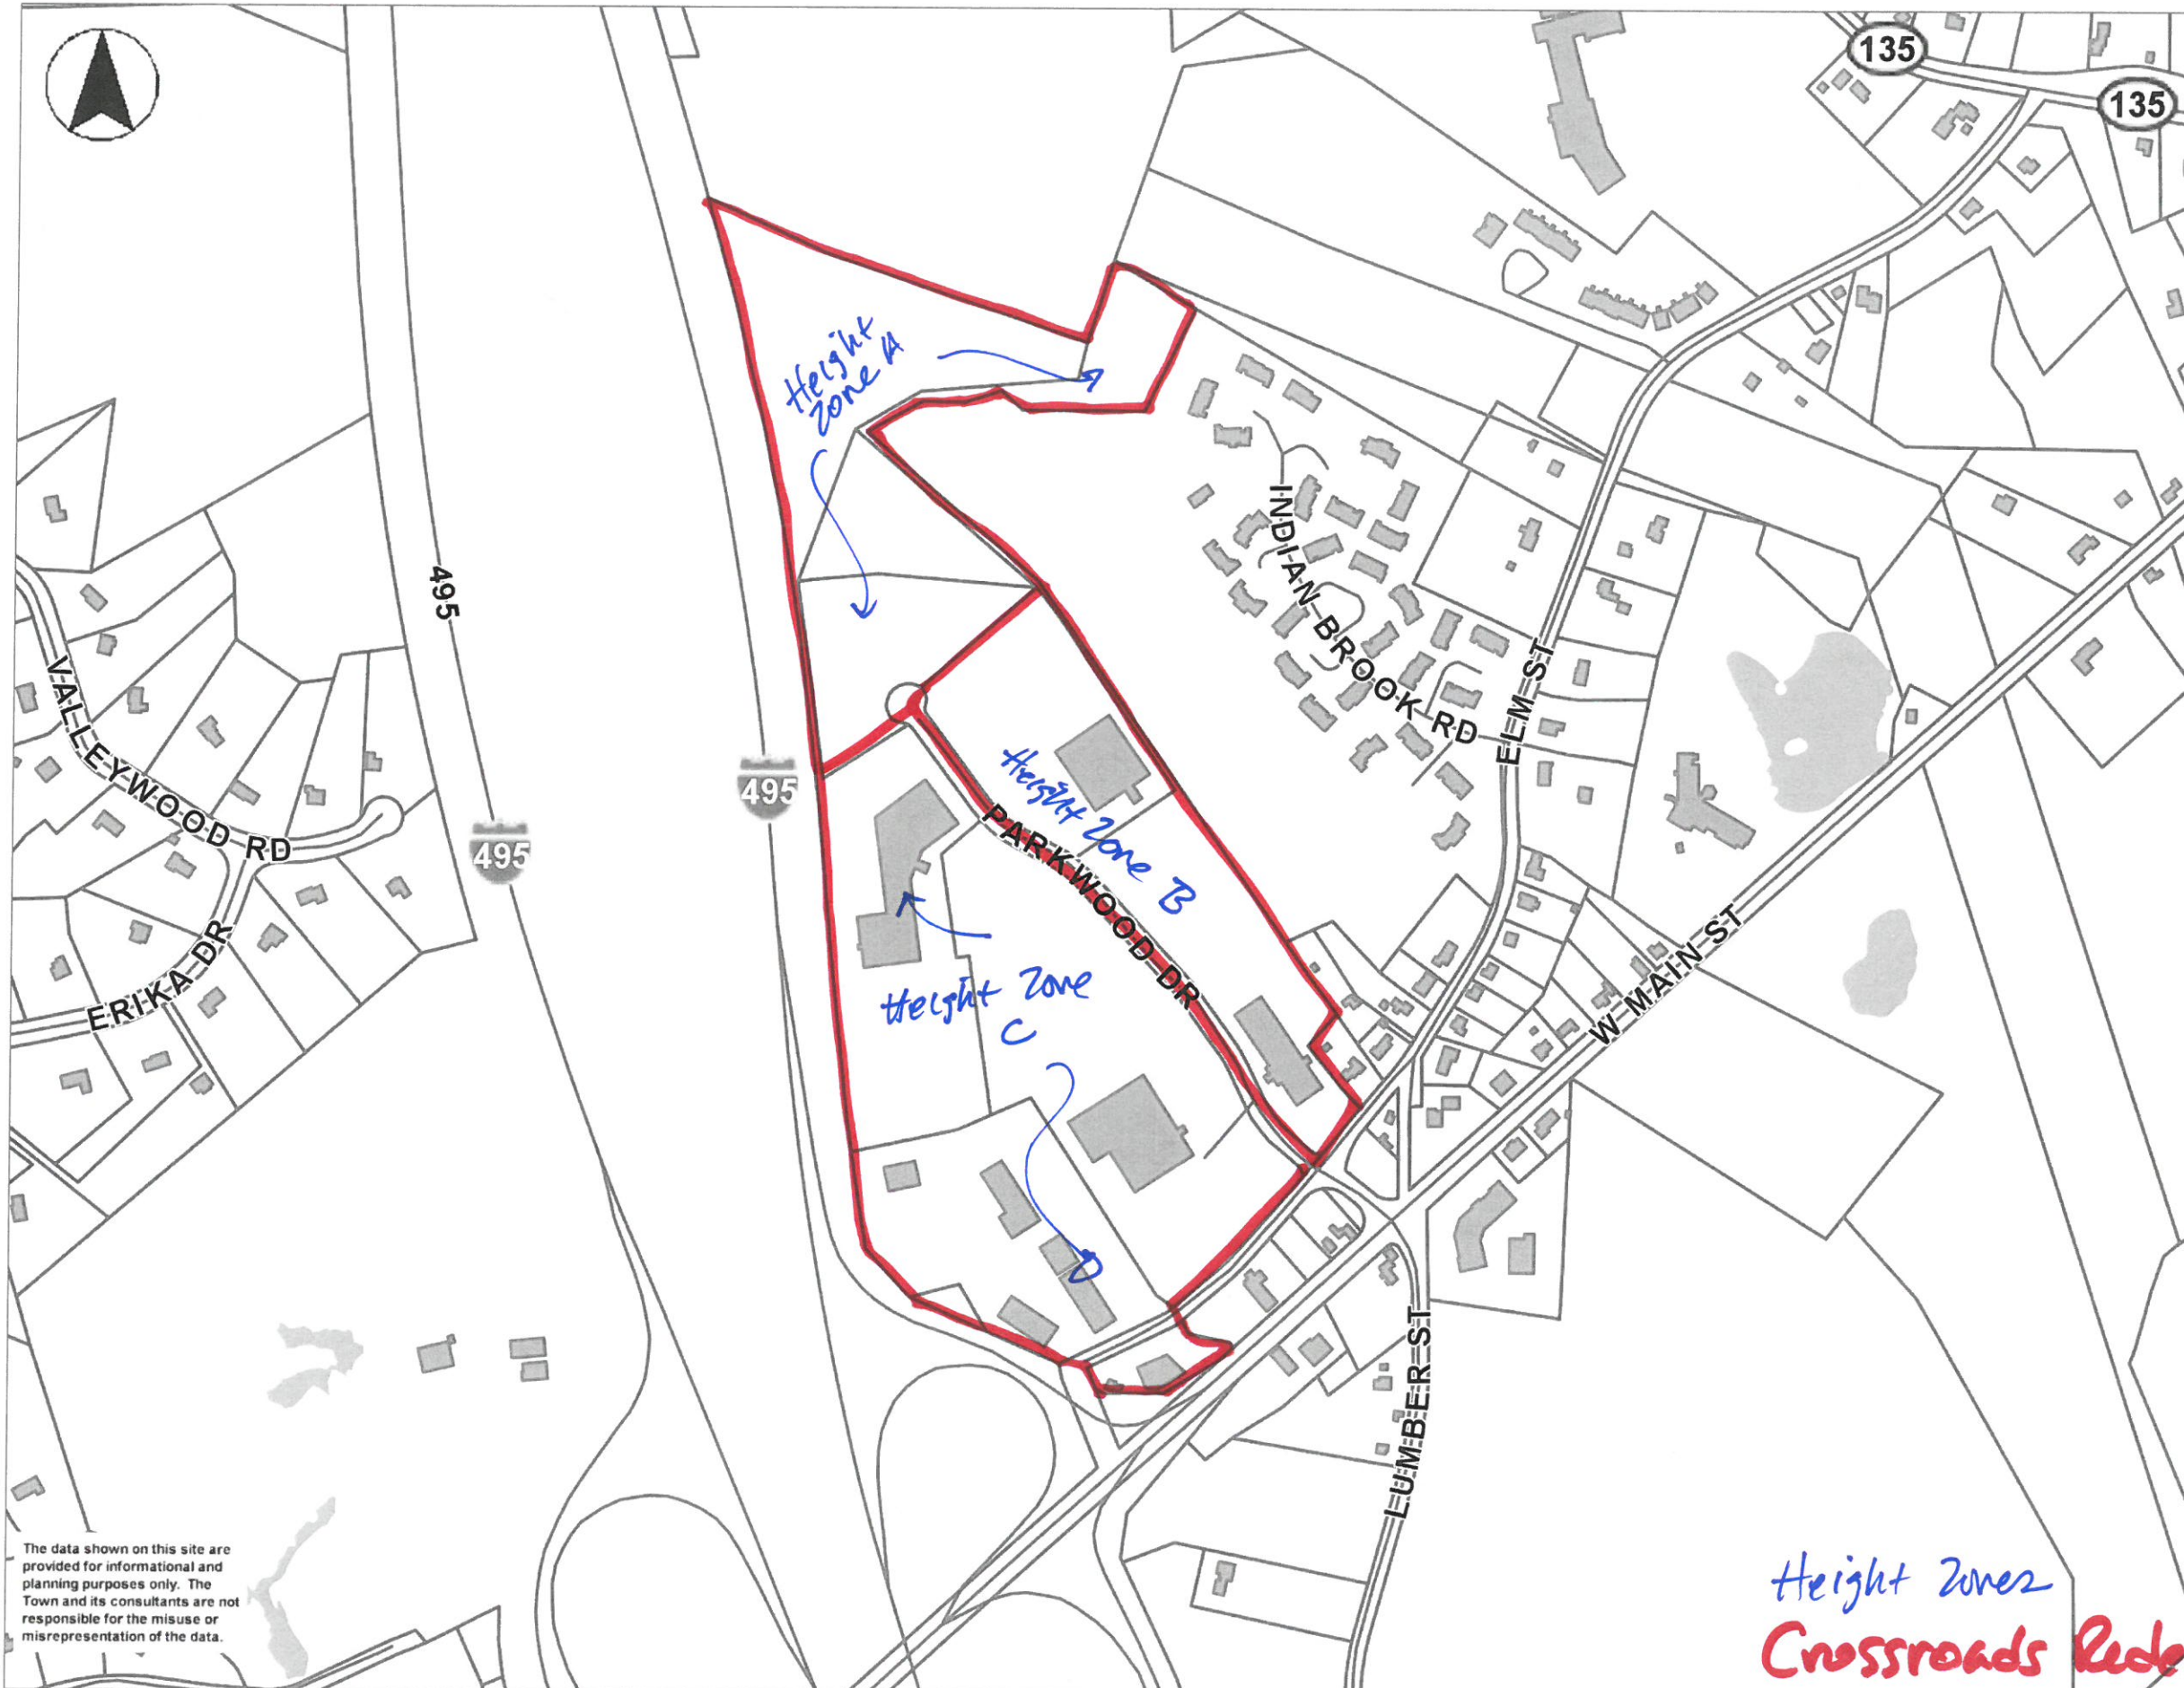 135
135
Height
Zone A
495
INDIAN BROOK RD
ELM ST
VALLEYWOOD RD
495
495
Height Zone B
PARKWOOD DR
ERIKA DR
W MAIN ST
Height Zone
C
LUMBER ST
The data shown on this site are
provided for informational and
planning purposes only. The
Town and its consultants are not
responsible for the misuse or
misrepresentation of the data.
Height Zones
Crossroads